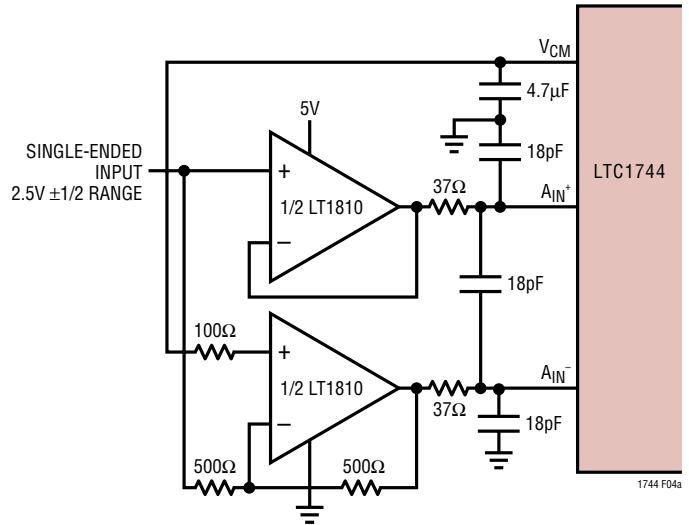 V_CM
4.7µF
5V
SINGLE-ENDED
INPUT
2.5V ±1/2 RANGE
18pF
LTC1744
+
37Ω
A_IN⁺
1/2 LT1810
−
18pF
100Ω
+
A_IN⁻
1/2 LT1810
37Ω
−
18pF
500Ω
500Ω
1744 F04a